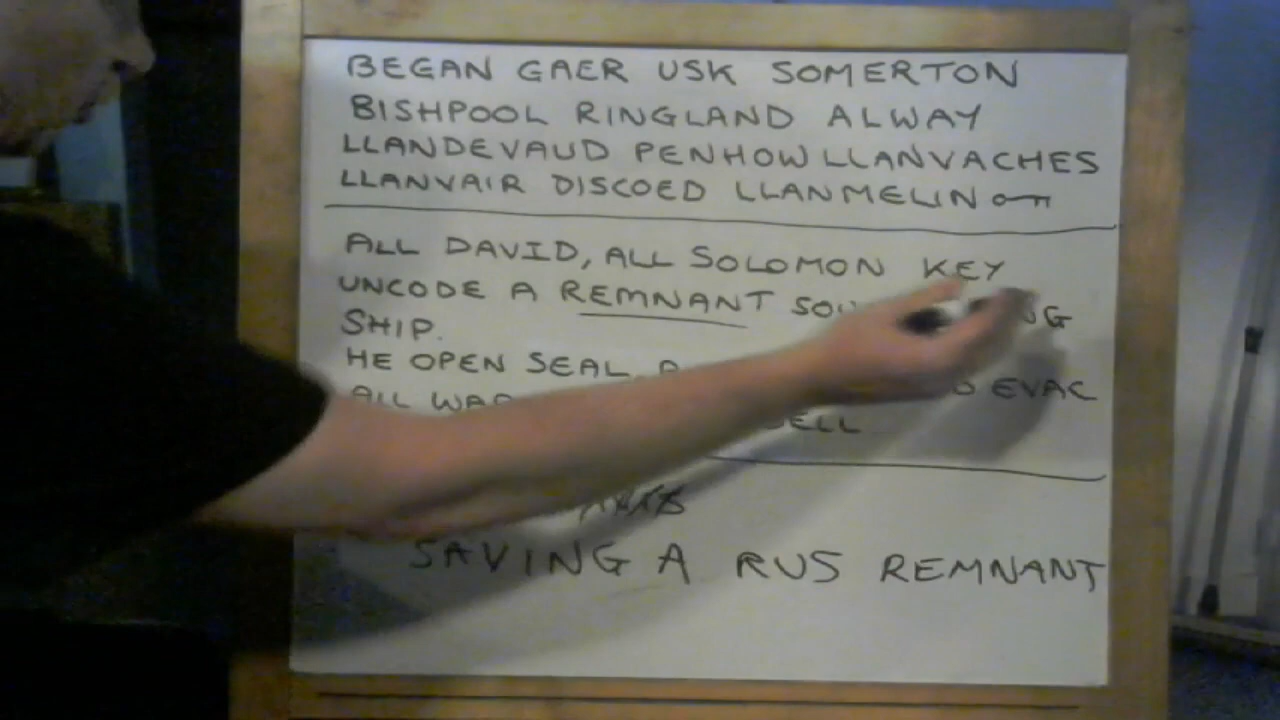 BEGAN GAER USK SOMERTON
BISHPOOL RINGLAND ALWAY
LLANDEVAUD PENHOW LLANVACHES
LLANVAIR DISCOED LLANMELIN
ALL DAVID, ALL SOLOMON KEY
UNCODE A REMNANT
SHIP.
HE OPEN SEAL EVAC
ALL
SAVING A RUS REMNANT